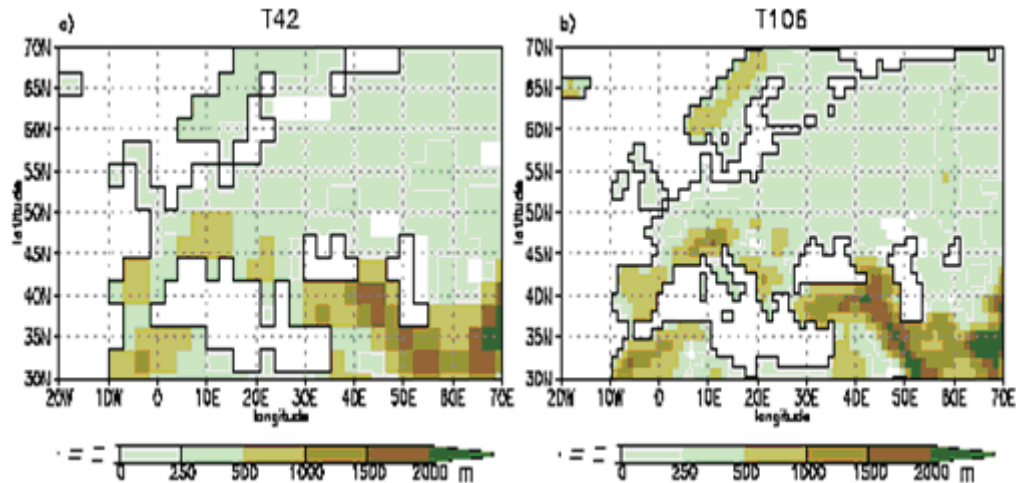 a) T42
70N
65N
60N
55N
50N
45N
40N
35N
30N
latitude
20W 10W 0 10E 20E 30E 40E 50E 60E 70E
longitude
0 250 500 1000 1500 2000 m
b) T106
70N
65N
60N
55N
50N
45N
40N
35N
30N
latitude
20W 10W 0 10E 20E 30E 40E 50E 60E 70E
longitude
0 250 500 1000 1500 2000 m